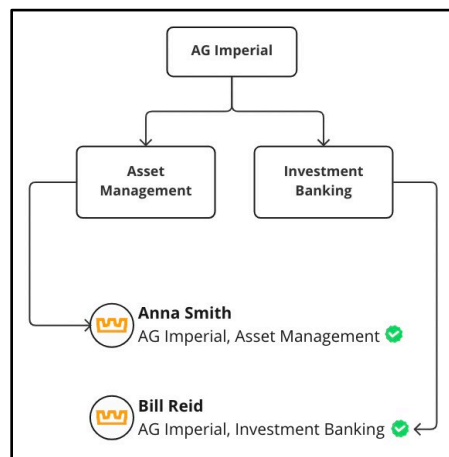 AG Imperial
Asset
Management
Investment
Banking
Anna Smith
AG Imperial, Asset Management
Bill Reid
AG Imperial, Investment Banking